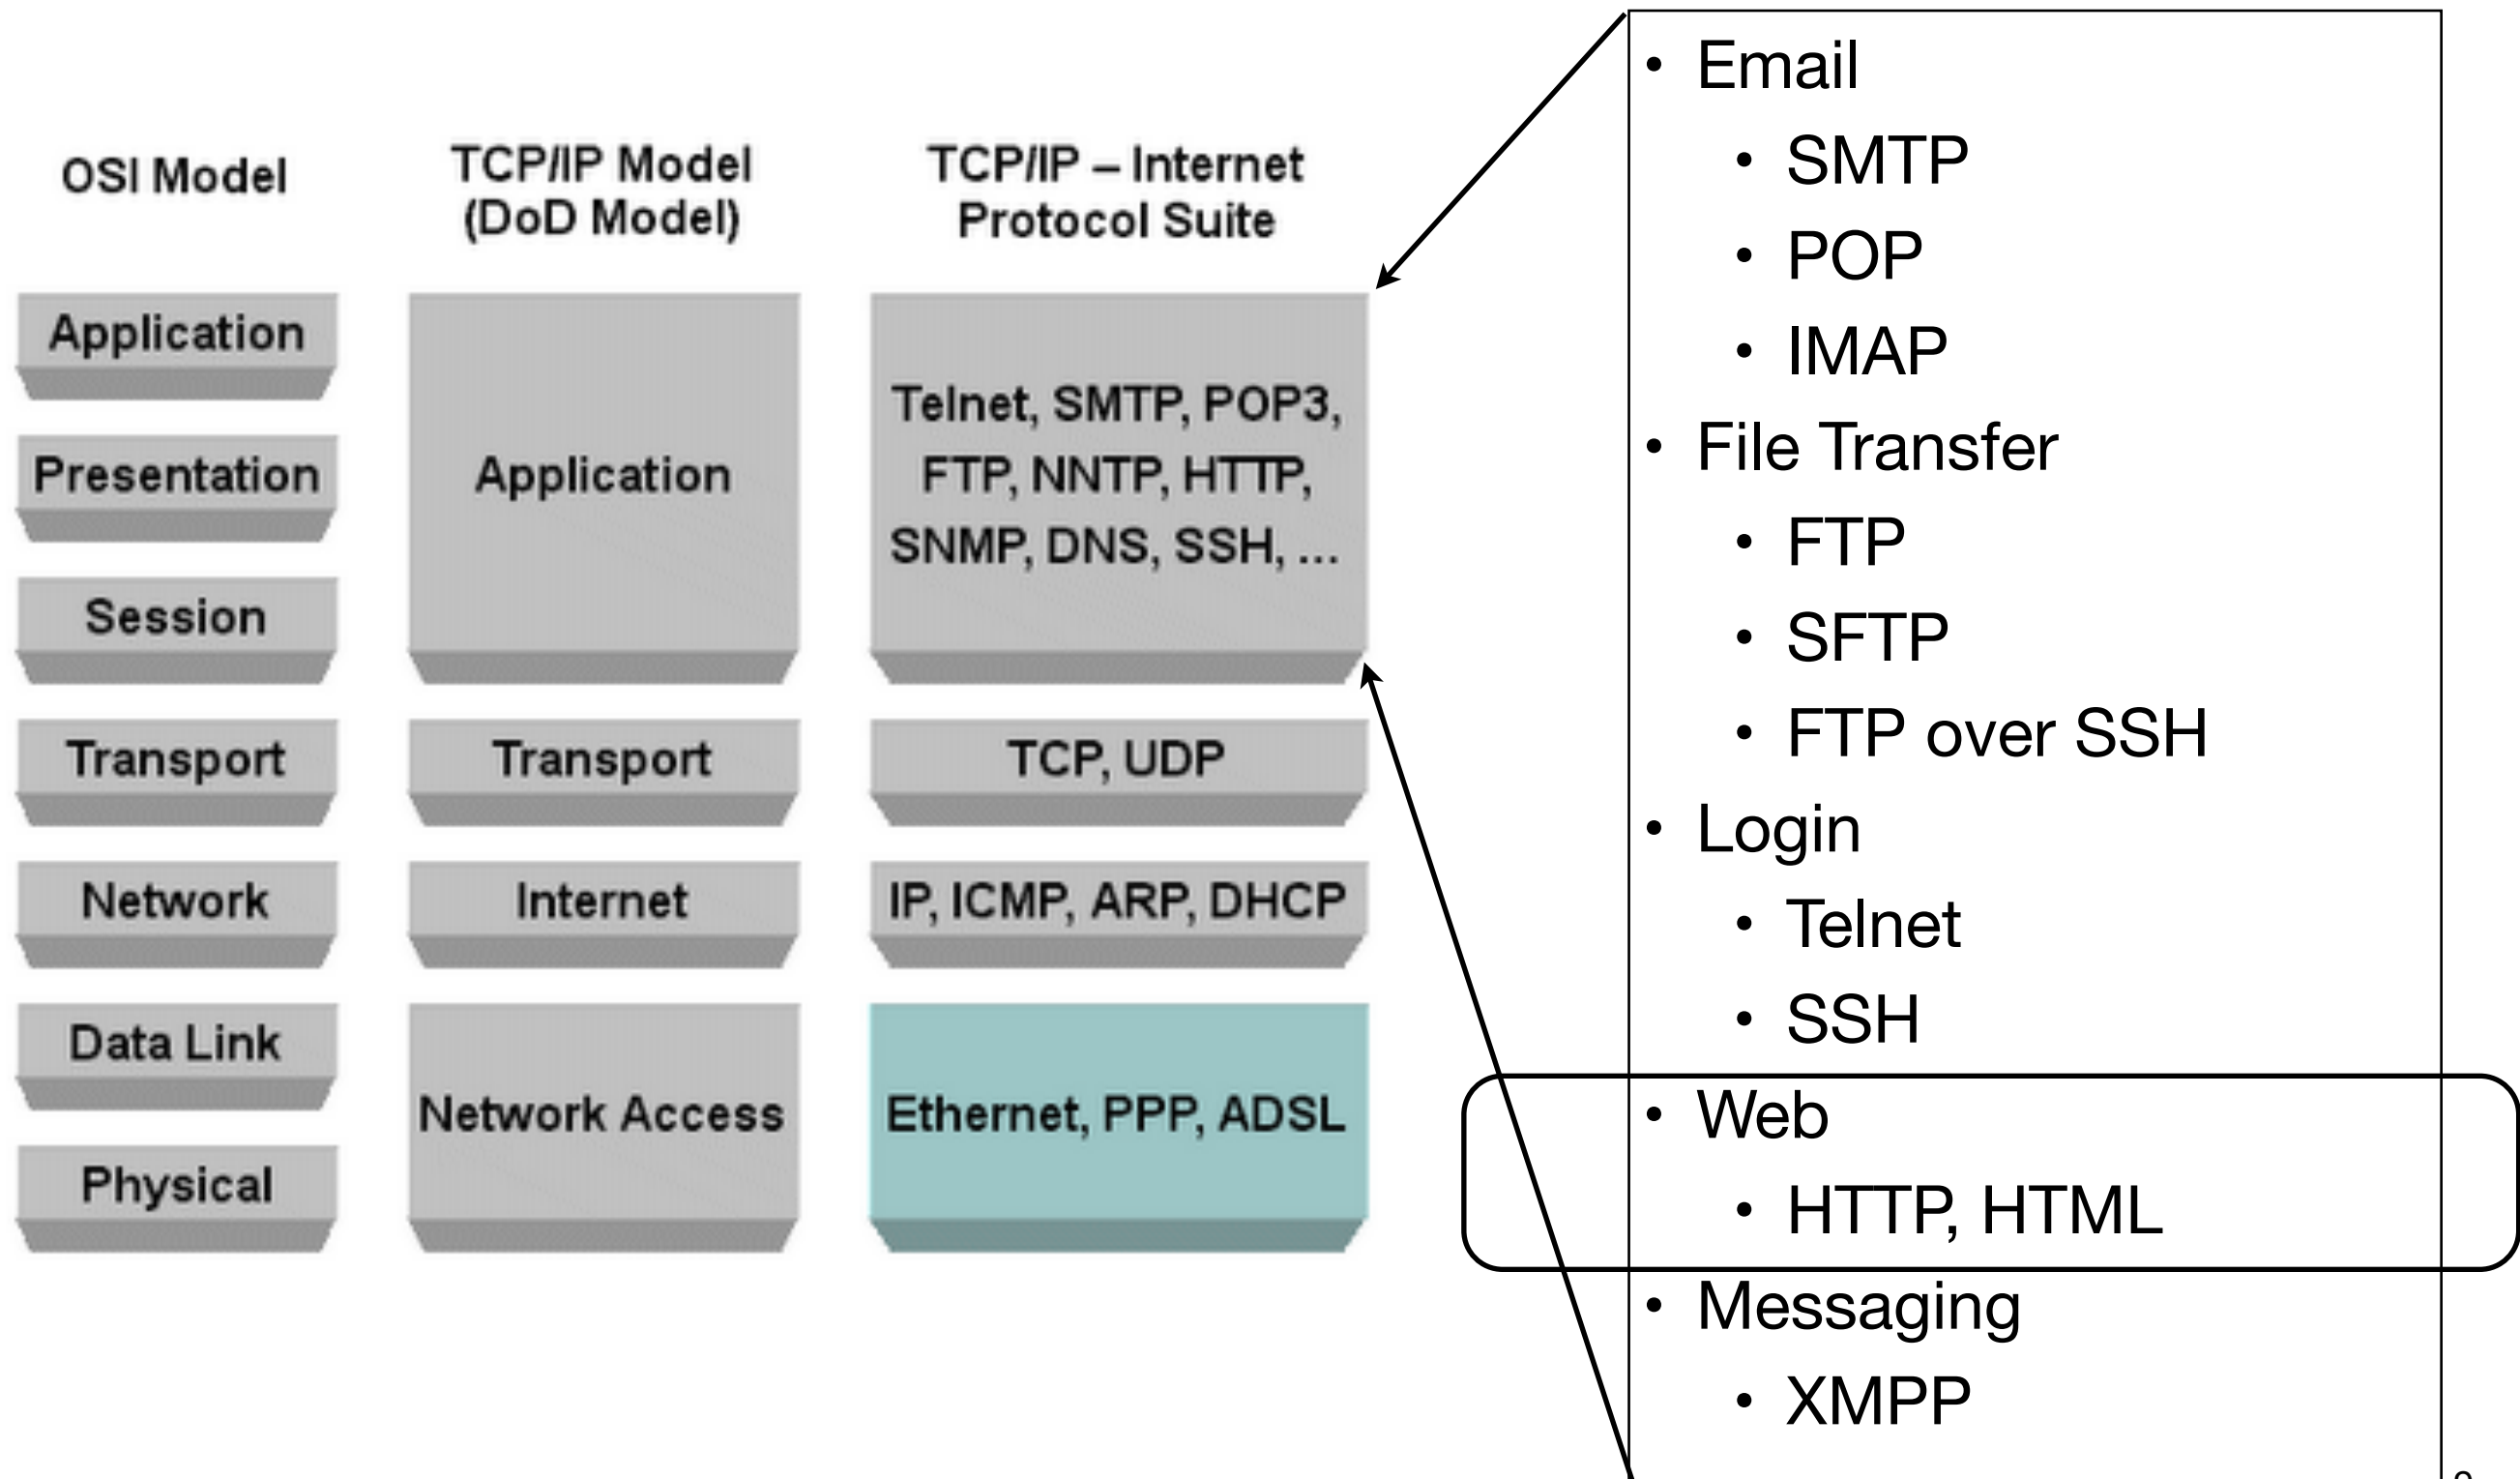 OSI Model
TCP/IP Model
(DoD Model)
TCP/IP – Internet
Protocol Suite
Application
Presentation
Session
Transport
Network
Data Link
Physical
Application
Transport
Internet
Network Access
Telnet, SMTP, POP3,
FTP, NNTP, HTTP,
SNMP, DNS, SSH, ...
TCP, UDP
IP, ICMP, ARP, DHCP
Ethernet, PPP, ADSL
• Email
• SMTP
• POP
• IMAP
• File Transfer
• FTP
• SFTP
• FTP over SSH
• Login
• Telnet
• SSH
• Web
• HTTP, HTML
• Messaging
• XMPP